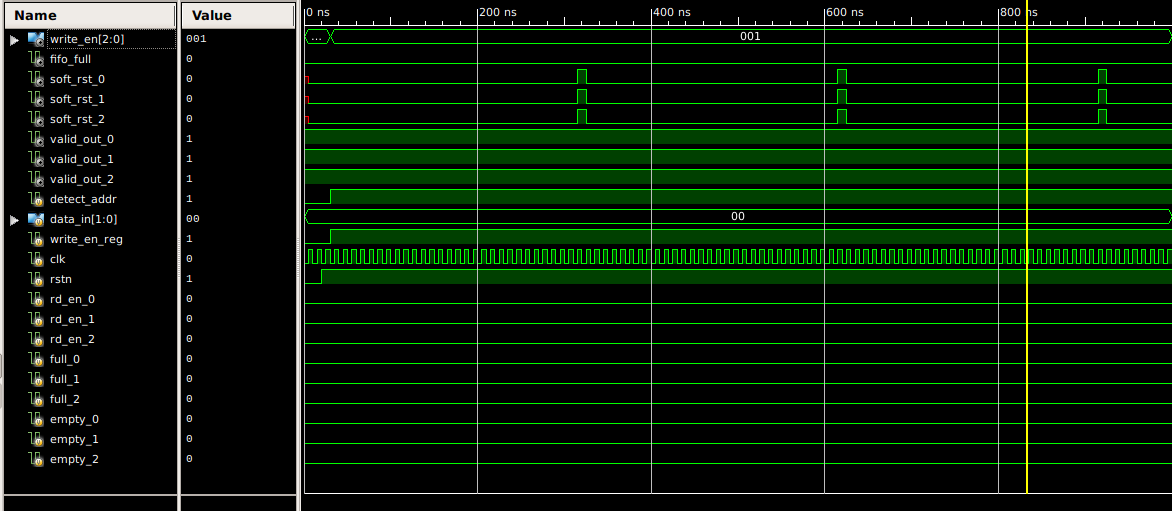 Name Value 0 ns 200 ns 400 ns 600 ns 800 ns
write_en[2:0] 001 ... 001
fifo_full 0
soft_rst_0 0
soft_rst_1 0
soft_rst_2 0
valid_out_0 1
valid_out_1 1
valid_out_2 1
detect_addr 1
data_in[1:0] 00 00
write_en_reg 1
clk 0
rstn 1
rd_en_0 0
rd_en_1 0
rd_en_2 0
full_0 0
full_1 0
full_2 0
empty_0 0
empty_1 0
empty_2 0